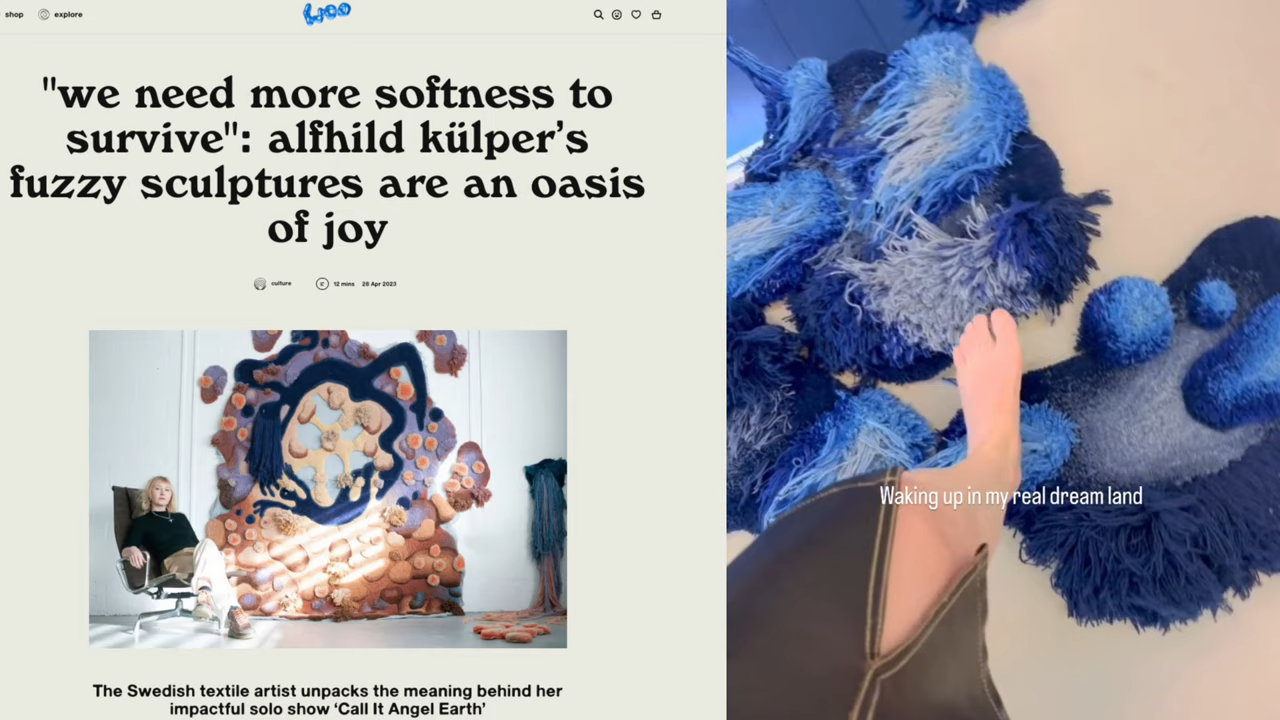 shop
explore
woo
"we need more softness to
survive": alfhild külper's
fuzzy sculptures are an oasis
of joy
culture
12 mins
28 Apr 2023
The Swedish textile artist unpacks the meaning behind her
impactful solo show ‘Call It Angel Earth’
Waking up in my real dream land